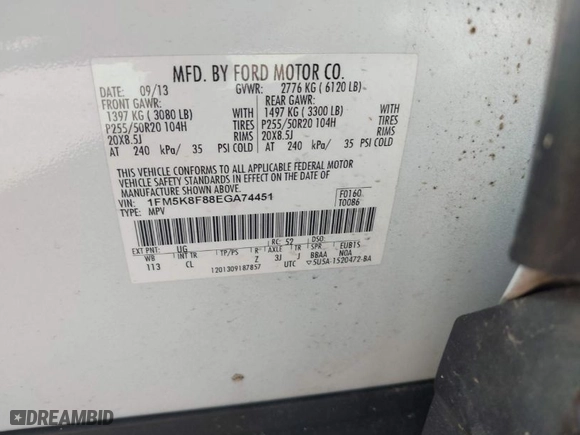 MFD. BY FORD MOTOR CO.
DATE: 09/13 GVWR: 2776 KG ( 6120 LB)
FRONT GAWR: REAR GAWR:
1397 KG ( 3080 LB) WITH 1497 KG ( 3300 LB) WITH
P255/50R20 104H TIRES P255/50R20 104H TIRES
20X8.5J RIMS 20X8.5J RIMS
AT 240 kPa/ 35 PSI COLD AT 240 kPa/ 35 PSI COLD
THIS VEHICLE CONFORMS TO ALL APPLICABLE FEDERAL MOTOR
VEHICLE SAFETY STANDARDS IN EFFECT ON THE DATE OF
MANUFACTURE SHOWN ABOVE.
VIN: 1FM5K8F88EGA74451 F0160
TYPE: MPV T0086
EXT PNT: UG RC: 52 DSO:
WB INT TR TP/PS R AXLE TR SPR EUB15
113 CL Z 3J J BBAA N0A
1201309187857 UTC 5U5A-1520472-BA
DREAMBID